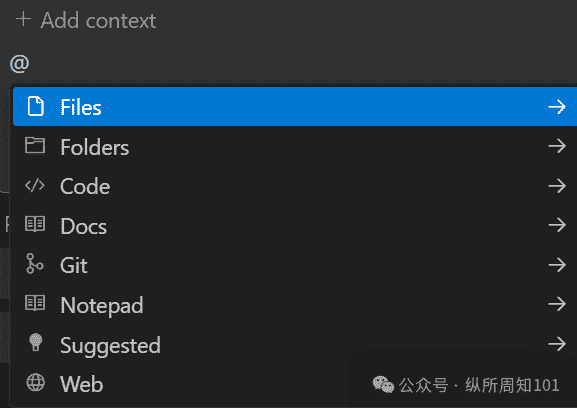 + Add context
@
Files
Folders
Code
Docs
Git
Notepad
Suggested
Web
公众号 · 纵所周知101